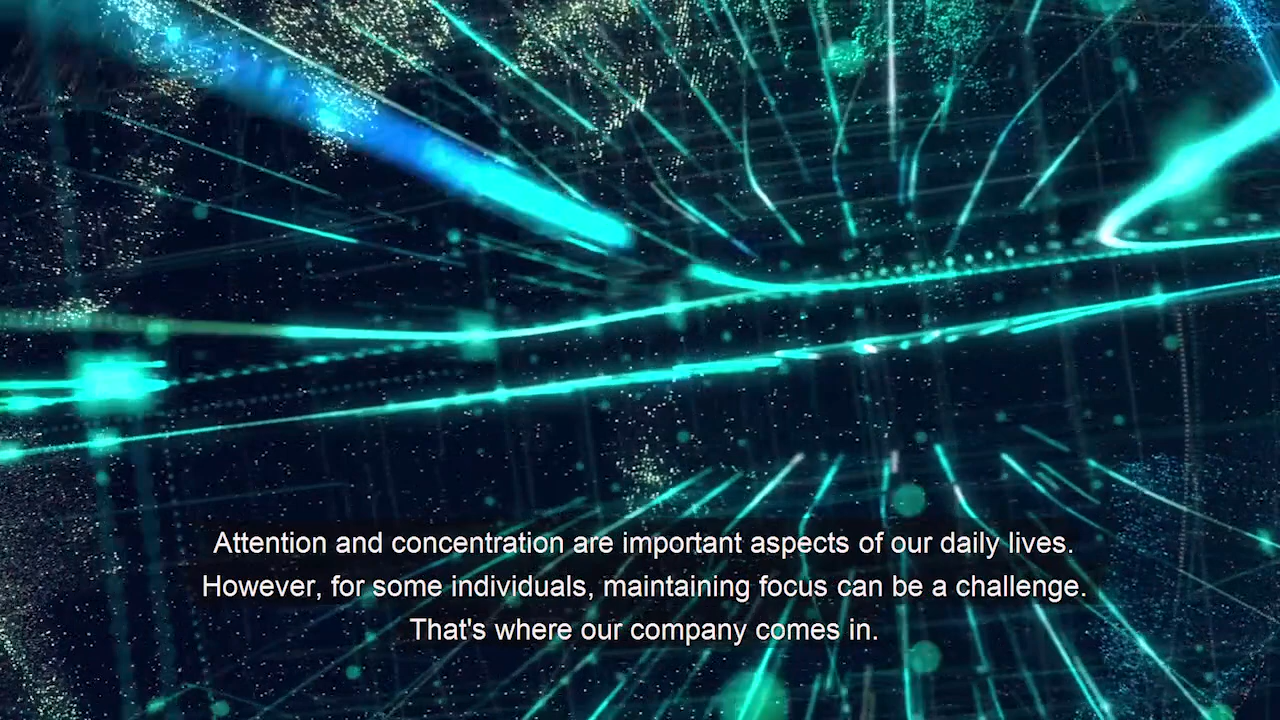 Attention and concentration are important aspects of our daily lives.
However, for some individuals, maintaining focus can be a challenge.
That's where our company comes in.